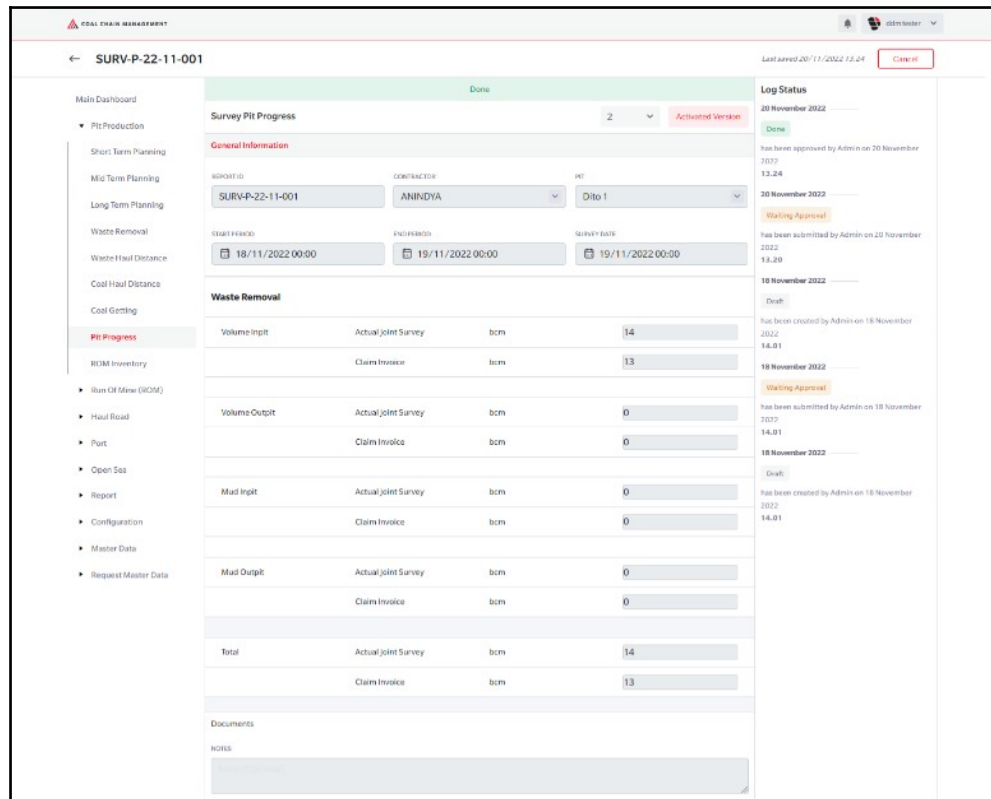 COAL CHAIN MANAGEMENT
ddm tester
← SURV-P-22-11-001
Last saved 20/11/2022 13.24
Cancel
Main Dashboard
Pit Production
Short Term Planning
Mid Term Planning
Long Term Planning
Waste Removal
Waste Haul Distance
Coal Haul Distance
Coal Getting
Pit Progress
ROM Inventory
Run Of Mine (ROM)
Haul Road
Port
Open Sea
Report
Configuration
Master Data
Request Master Data
Done
Survey Pit Progress
2
Activated Version
General Information
REPORT ID
CONTRACTOR
PIT
SURV-P-22-11-001
ANINDYA
Dito 1
START PERIOD
END PERIOD
SURVEY DATE
18/11/2022 00:00
19/11/2022 00:00
19/11/2022 00:00
Waste Removal
Volume Inpit Actual Joint Survey bcm 14
Claim Invoice bcm 13
Volume Outpit Actual Joint Survey bcm 0
Claim Invoice bcm 0
Mud Inpit Actual Joint Survey bcm 0
Claim Invoice bcm 0
Mud Outpit Actual Joint Survey bcm 0
Claim Invoice bcm 0
Total Actual Joint Survey bcm 14
Claim Invoice bcm 13
Documents
NOTES
Log Status
20 November 2022
Done
has been approved by Admin on 20 November
2022
13.24
20 November 2022
Waiting Approval
has been submitted by Admin on 20 November
2022
13.20
18 November 2022
Draft
has been created by Admin on 18 November
2022
14.01
18 November 2022
Waiting Approval
has been submitted by Admin on 18 November
2022
14.01
18 November 2022
Draft
has been created by Admin on 18 November
2022
14.01